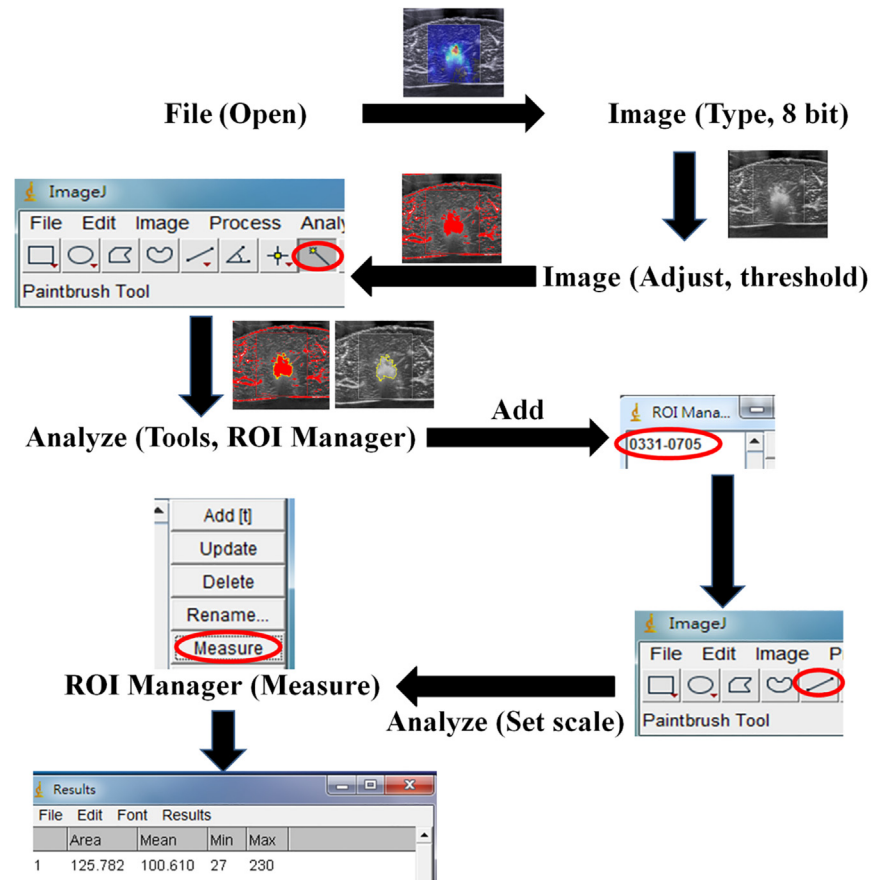 File (Open)
Image (Type, 8 bit)
ImageJ
File Edit Image Process Analy
Paintbrush Tool
Image (Adjust, threshold)
Analyze (Tools, ROI Manager)
Add
ROI Mana...
0331-0705
Add [t]
Update
Delete
Rename...
Measure
ROI Manager (Measure)
Analyze (Set scale)
ImageJ
File Edit Image P
Paintbrush Tool
Results
File Edit Font Results
Area Mean Min Max
1 125.782 100.610 27 230